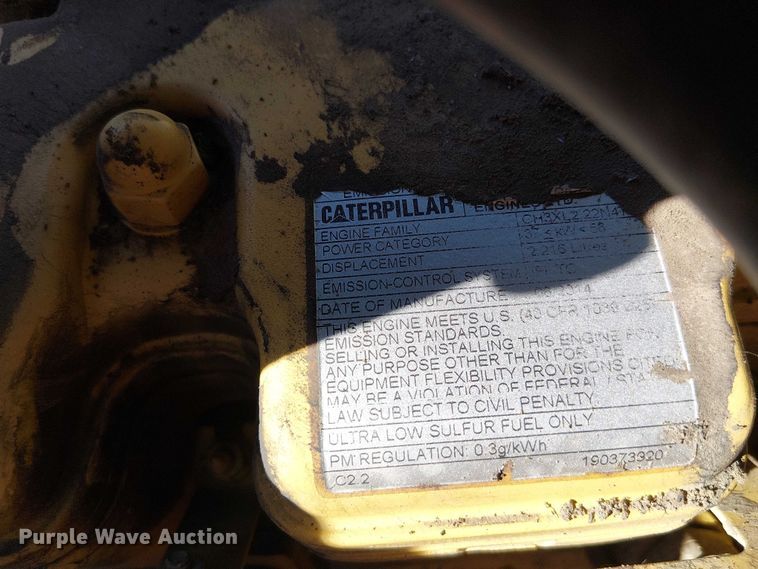 CATERPILLAR
ENGINE FAMILY
POWER CATEGORY
DISPLACEMENT
EMISSION-CONTROL SYSTEM
DATE OF MANUFACTURE
THIS ENGINE MEETS U.S. (40 CFR
EMISSION STANDARDS.
SELLING OR INSTALLING THIS ENGINE FOR
ANY PURPOSE OTHER THAN FOR THE
EQUIPMENT FLEXIBILITY PROVISIONS
MAY BE A VIOLATION OF FEDERAL
LAW SUBJECT TO CIVIL PENALTY.
ULTRA LOW SULFUR FUEL ONLY
PM REGULATION: 0.3g/kWh
190373920
C2.2
Purple Wave Auction